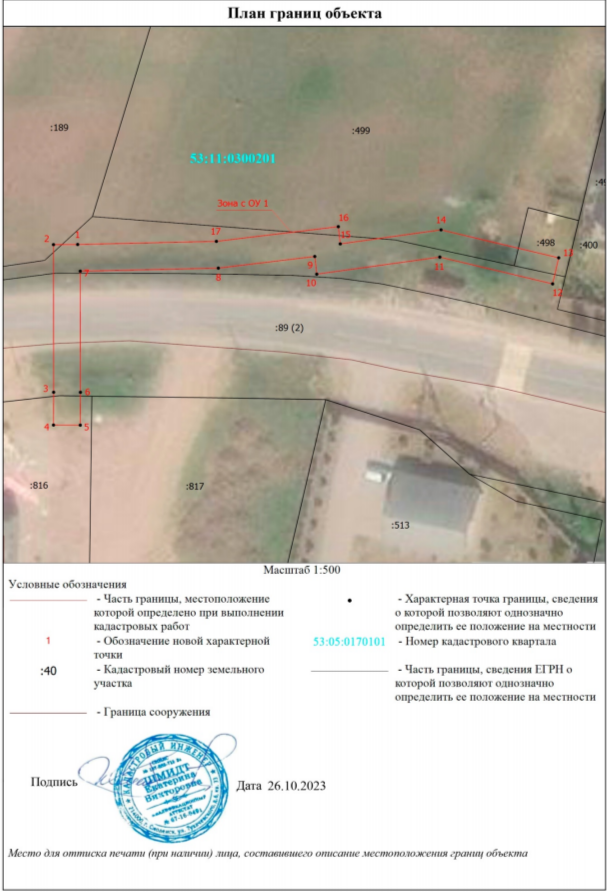 План границ объекта
:189
:499
53:11:0300201
Зона с ОУ 1
16
17
15
14
2
1
:498
13
:400
9
7
8
10
11
12
:89 (2)
3
6
4
5
:816
:817
:513
Масштаб 1:500
Условные обозначения
- Часть границы, местоположение
которой определено при выполнении
кадастровых работ
1 - Обозначение новой характерной
точки
:40 - Кадастровый номер земельного
участка
- Граница сооружения
- Характерная точка границы, сведения
о которой позволяют однозначно
определить ее положение на местности
53:05:0170101 - Номер кадастрового квартала
- Часть границы, сведения ЕГРН о
которой позволяют однозначно
определить ее положение на местности
КАДАСТРОВЫЙ ИНЖЕНЕР
ШМИДТ
Екатерина
Викторовна
Подпись Дата 26.10.2023
Место для оттиска печати (при наличии) лица, составившего описание местоположения границ объекта